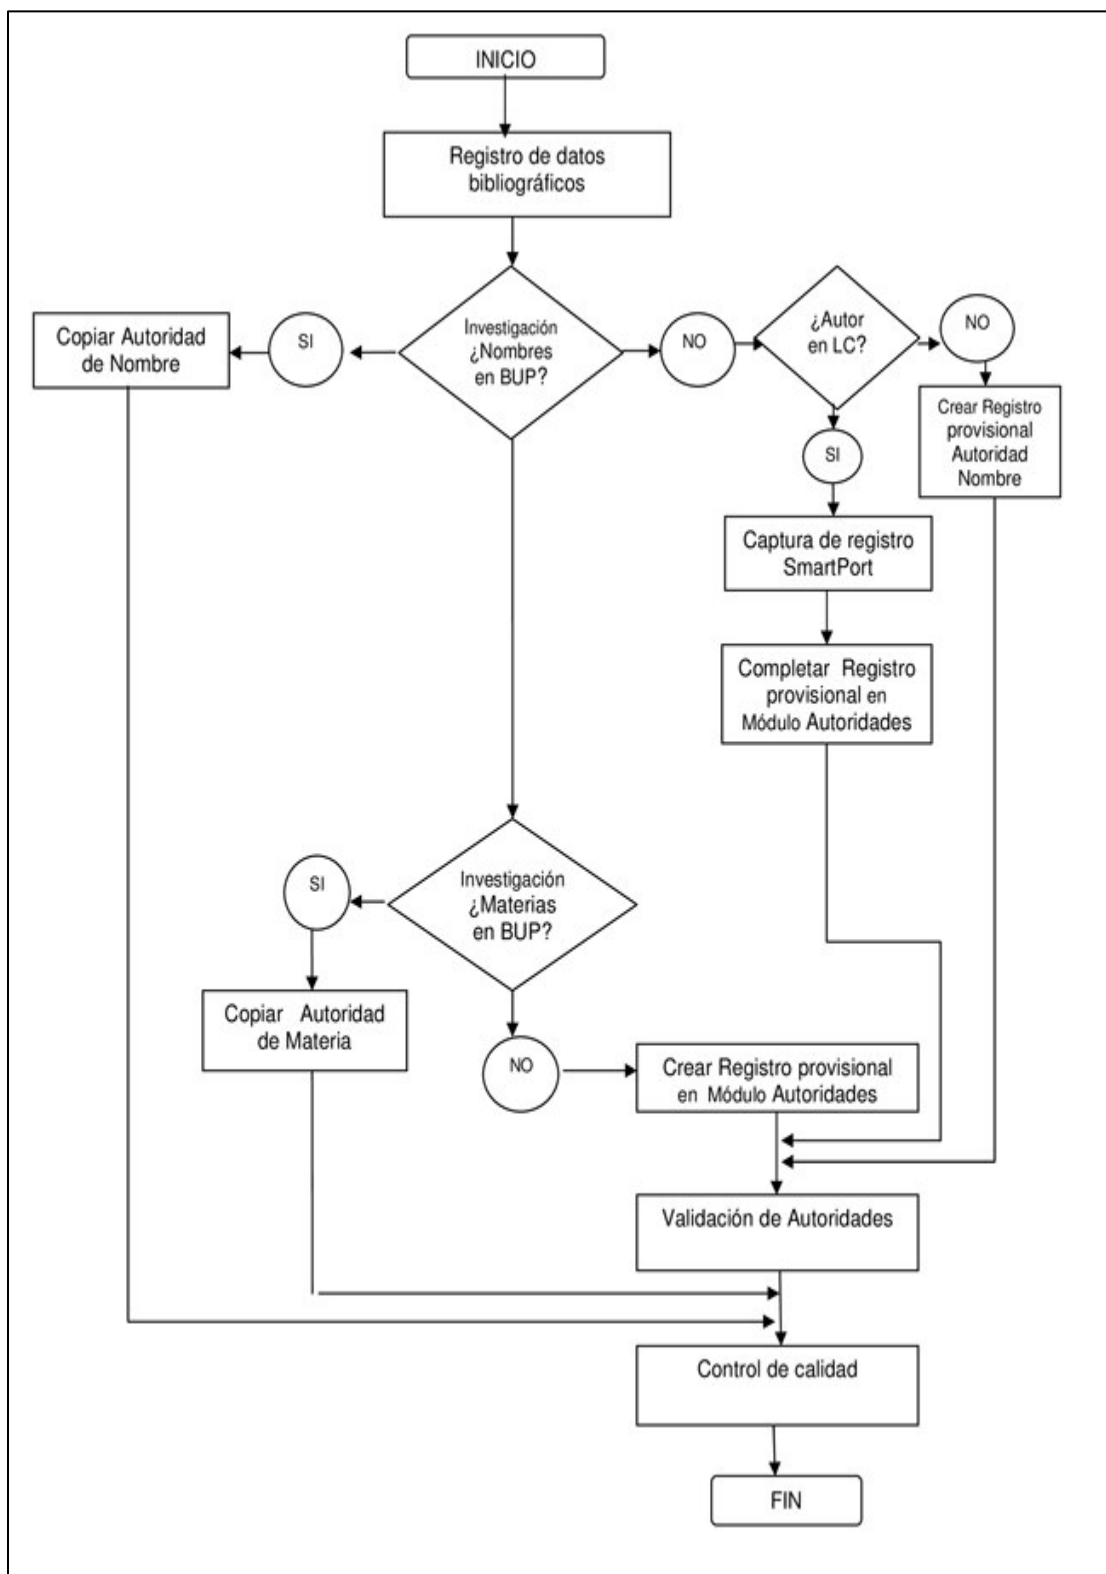 INICIO
Registro de datos
bibliográficos
Investigación
¿Nombres
en BUP?
SI
Copiar Autoridad
de Nombre
NO
¿Autor
en LC?
NO
Crear Registro
provisional
Autoridad
Nombre
SI
Captura de registro
SmartPort
Completar Registro
provisional en
Módulo Autoridades
Investigación
¿Materias
en BUP?
SI
Copiar Autoridad
de Materia
NO
Crear Registro provisional
en Módulo Autoridades
Validación de Autoridades
Control de calidad
FIN